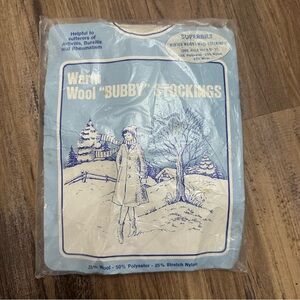 Helpful to
sufferers of
Arthritis, Bursitis
and Rheumatism
SUPERBILT
Warm
Wool "BUBBY" STOCKINGS
25% Wool - 50% Polyester - 25% Stretch Nylon